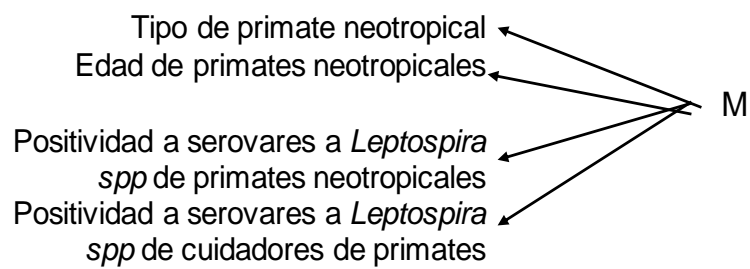 Tipo de primate neotropical
Edad de primates neotropicales
M
Positividad a serovares a Leptospira
spp de primates neotropicales
Positividad a serovares a Leptospira
spp de cuidadores de primates